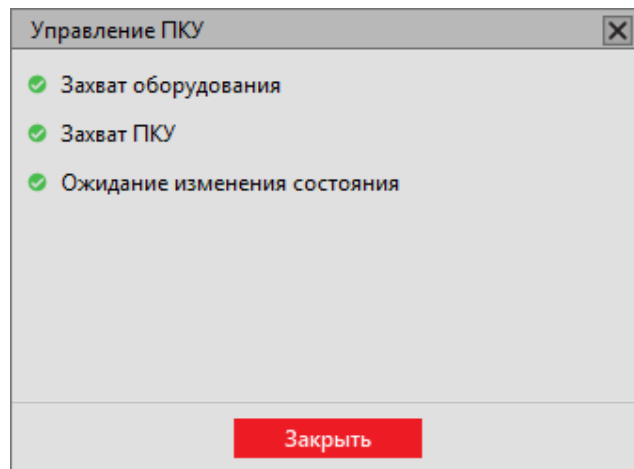 Управление ПКУ
Захват оборудования
Захват ПКУ
Ожидание изменения состояния
Закрыть